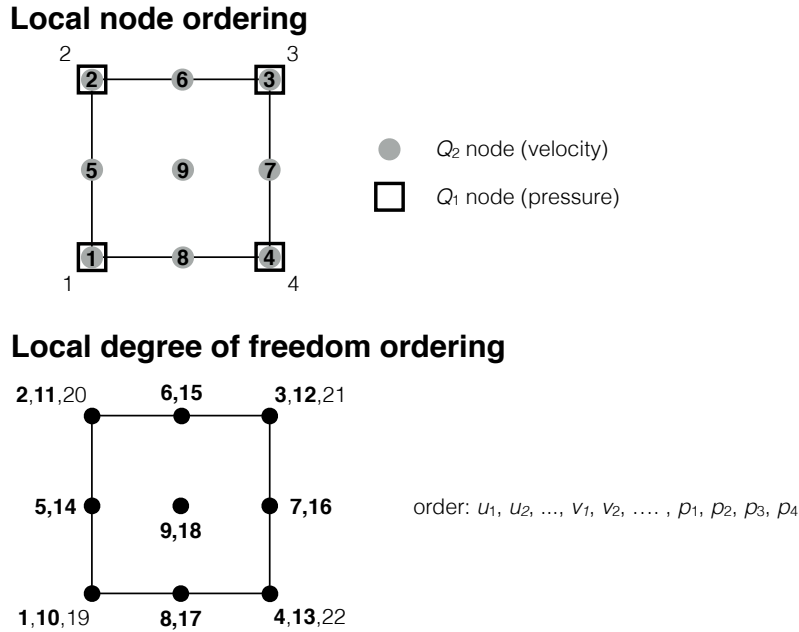 Local node ordering
2 3
2 6 3
Q2 node (velocity)
5 9 7
Q1 node (pressure)
1 8 4
1 4
Local degree of freedom ordering
2,11,20 6,15 3,12,21
5,14 7,16 order: u1, u2, ..., v1, v2, .... , p1, p2, p3, p4
9,18
1,10,19 8,17 4,13,22